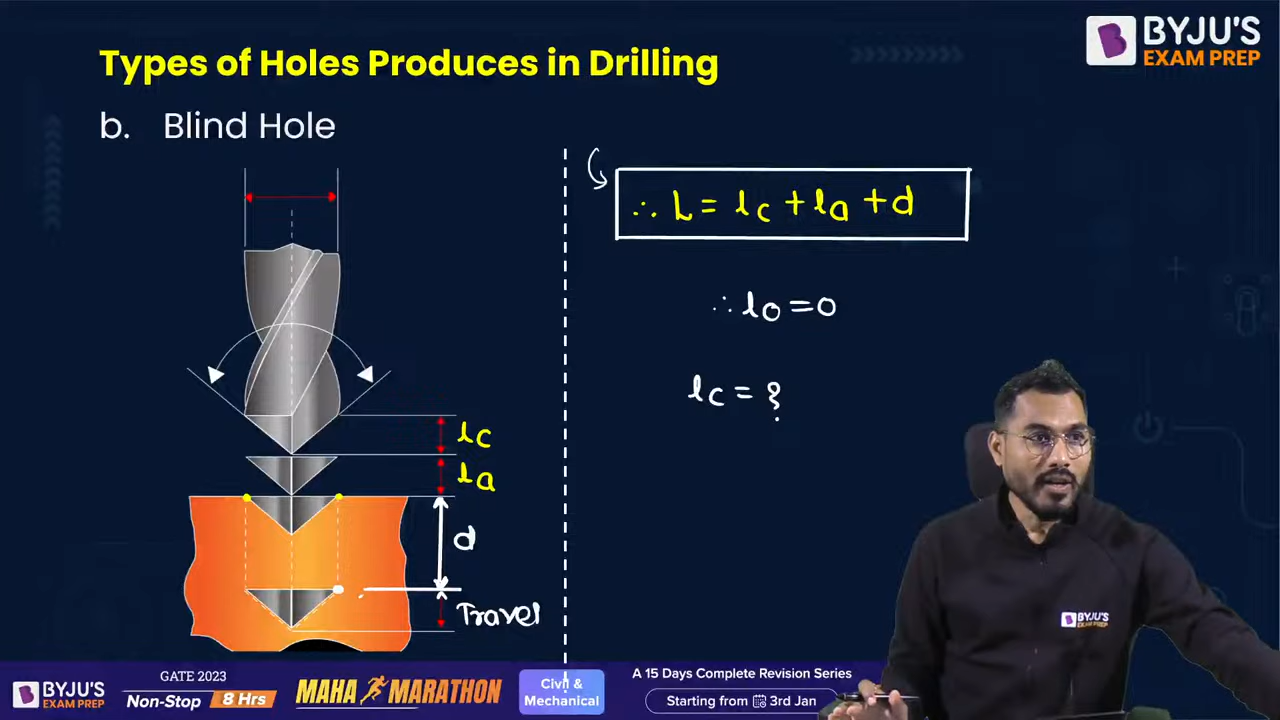 Types of Holes Produces in Drilling
BYJU'S
EXAM PREP
b. Blind Hole
∴ L = lc + la + d
∴ lo = 0
lc = ?
lc
la
d
Travel
BYJU'S
EXAM PREP
BYJU'S
EXAM PREP
GATE 2023
Non-Stop 8 Hrs
MAHA MARATHON
Civil &
Mechanical
A 15 Days Complete Revision Series
Starting from 3rd Jan